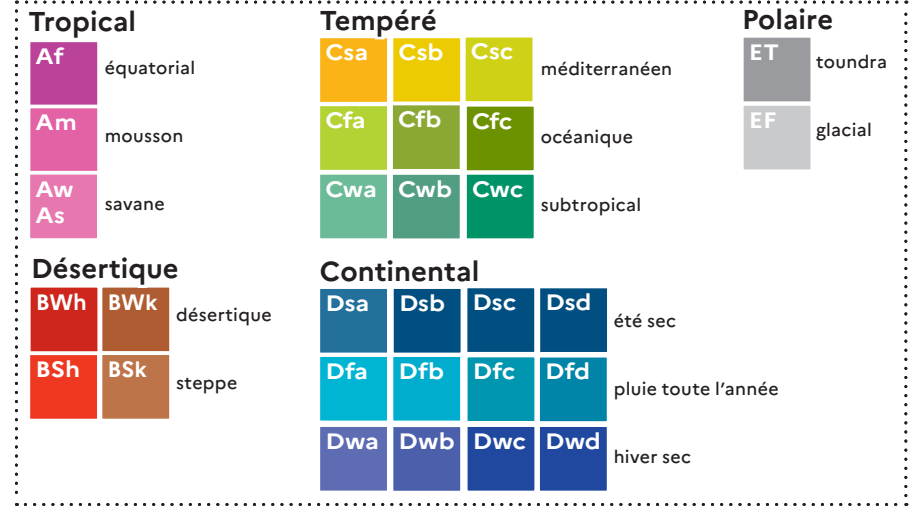 Tropical
Af
équatorial
Am
mousson
Aw
As
savane
Tempéré
Csa Csb Csc
méditerranéen
Cfa Cfb Cfc
océanique
Cwa Cwb Cwc
subtropical
Polaire
ET
toundra
EF
glacial
Désertique
BWh BWk
désertique
BSh BSk
steppe
Continental
Dsa Dsb Dsc Dsd
été sec
Dfa Dfb Dfc Dfd
pluie toute l'année
Dwa Dwb Dwc Dwd
hiver sec